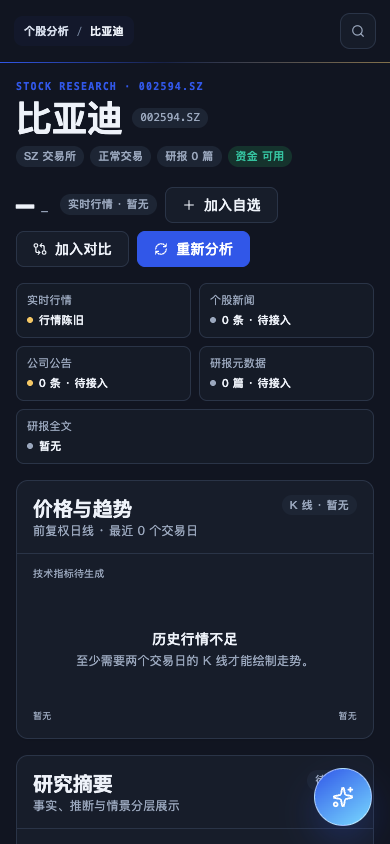 个股分析 / 比亚迪
STOCK RESEARCH · 002594.SZ
比亚迪 002594.SZ
SZ 交易所 正常交易 研报 0 篇 资金 可用
— _ 实时行情 · 暂无 加入自选
加入对比 重新分析
实时行情 个股新闻
行情陈旧 0 条 · 待接入
公司公告 研报元数据
0 条 · 待接入 0 篇 · 待接入
研报全文
暂无
价格与趋势 K 线 · 暂无
前复权日线 · 最近 0 个交易日
技术指标待生成
历史行情不足
至少需要两个交易日的 K 线才能绘制走势。
暂无 暂无
研究摘要
事实、推断与情景分层展示